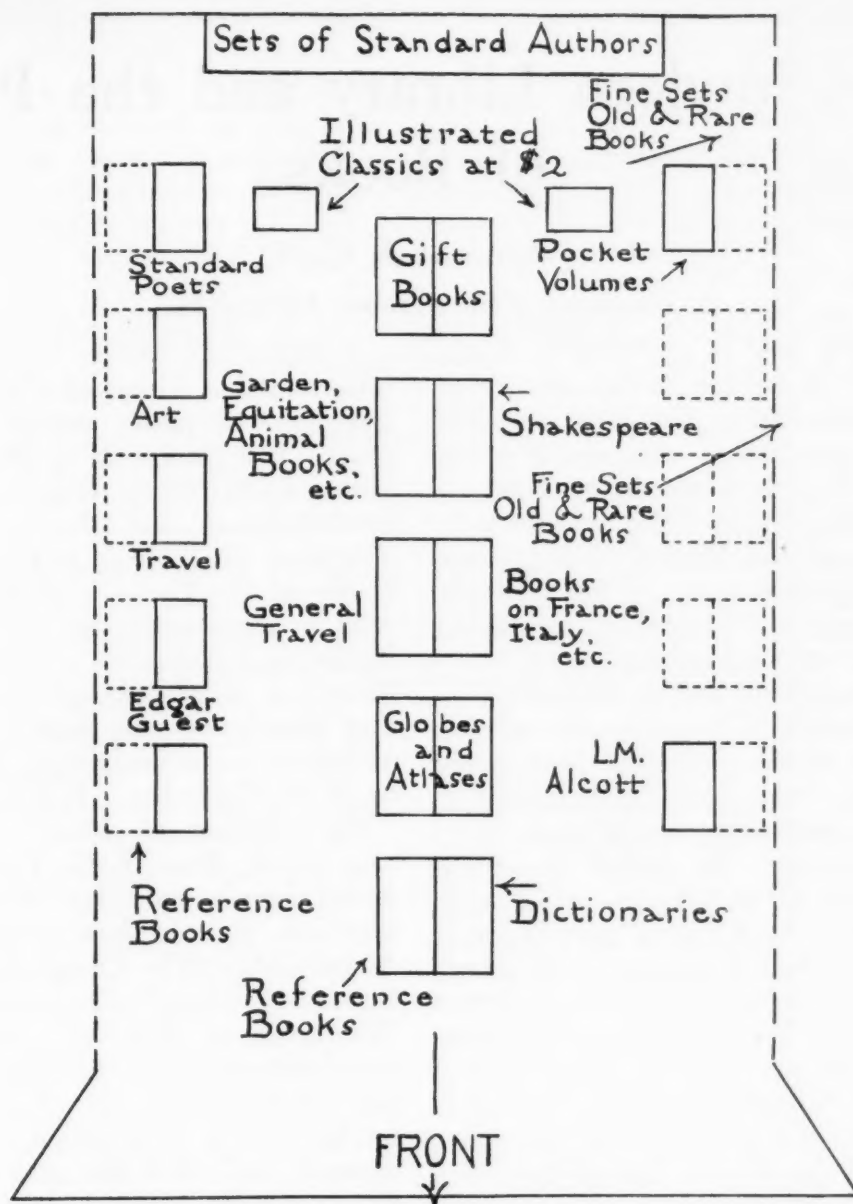 Sets of Standard Authors
Fine Sets
Old & Rare
Books
Illustrated
Classics at $2
Standard
Poets
Gift
Books
Pocket
Volumes
Art
Garden,
Equitation,
Animal
Books,
etc.
Shakespeare
Fine Sets
Old & Rare
Books
Travel
General
Travel
Books
on France,
Italy,
etc.
Edgar
Guest
Globes
and
Atlases
L.M.
Alcott
Reference
Books
Dictionaries
Reference
Books
FRONT